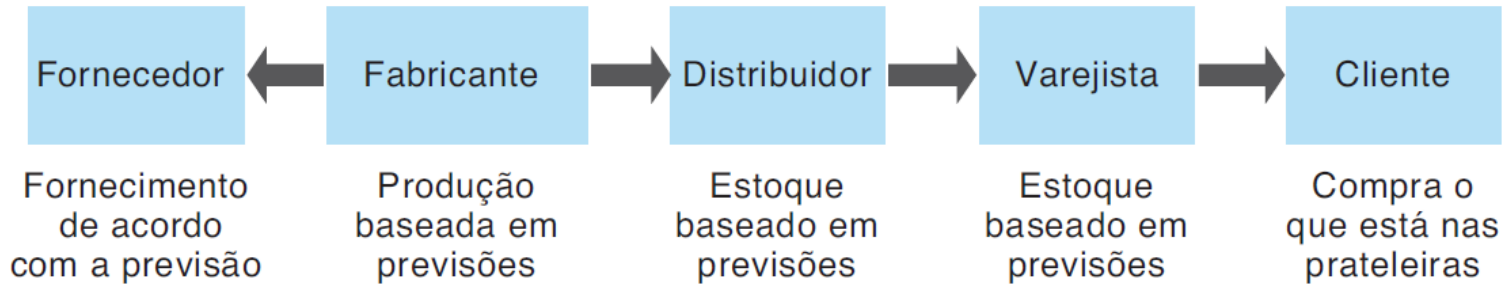 Fornecedor
Fabricante
Distribuidor
Varejista
Cliente
Fornecimento
de acordo
com a previsão
Produção
baseada em
previsões
Estoque
baseado em
previsões
Estoque
baseado em
previsões
Compra o
que está nas
prateleiras